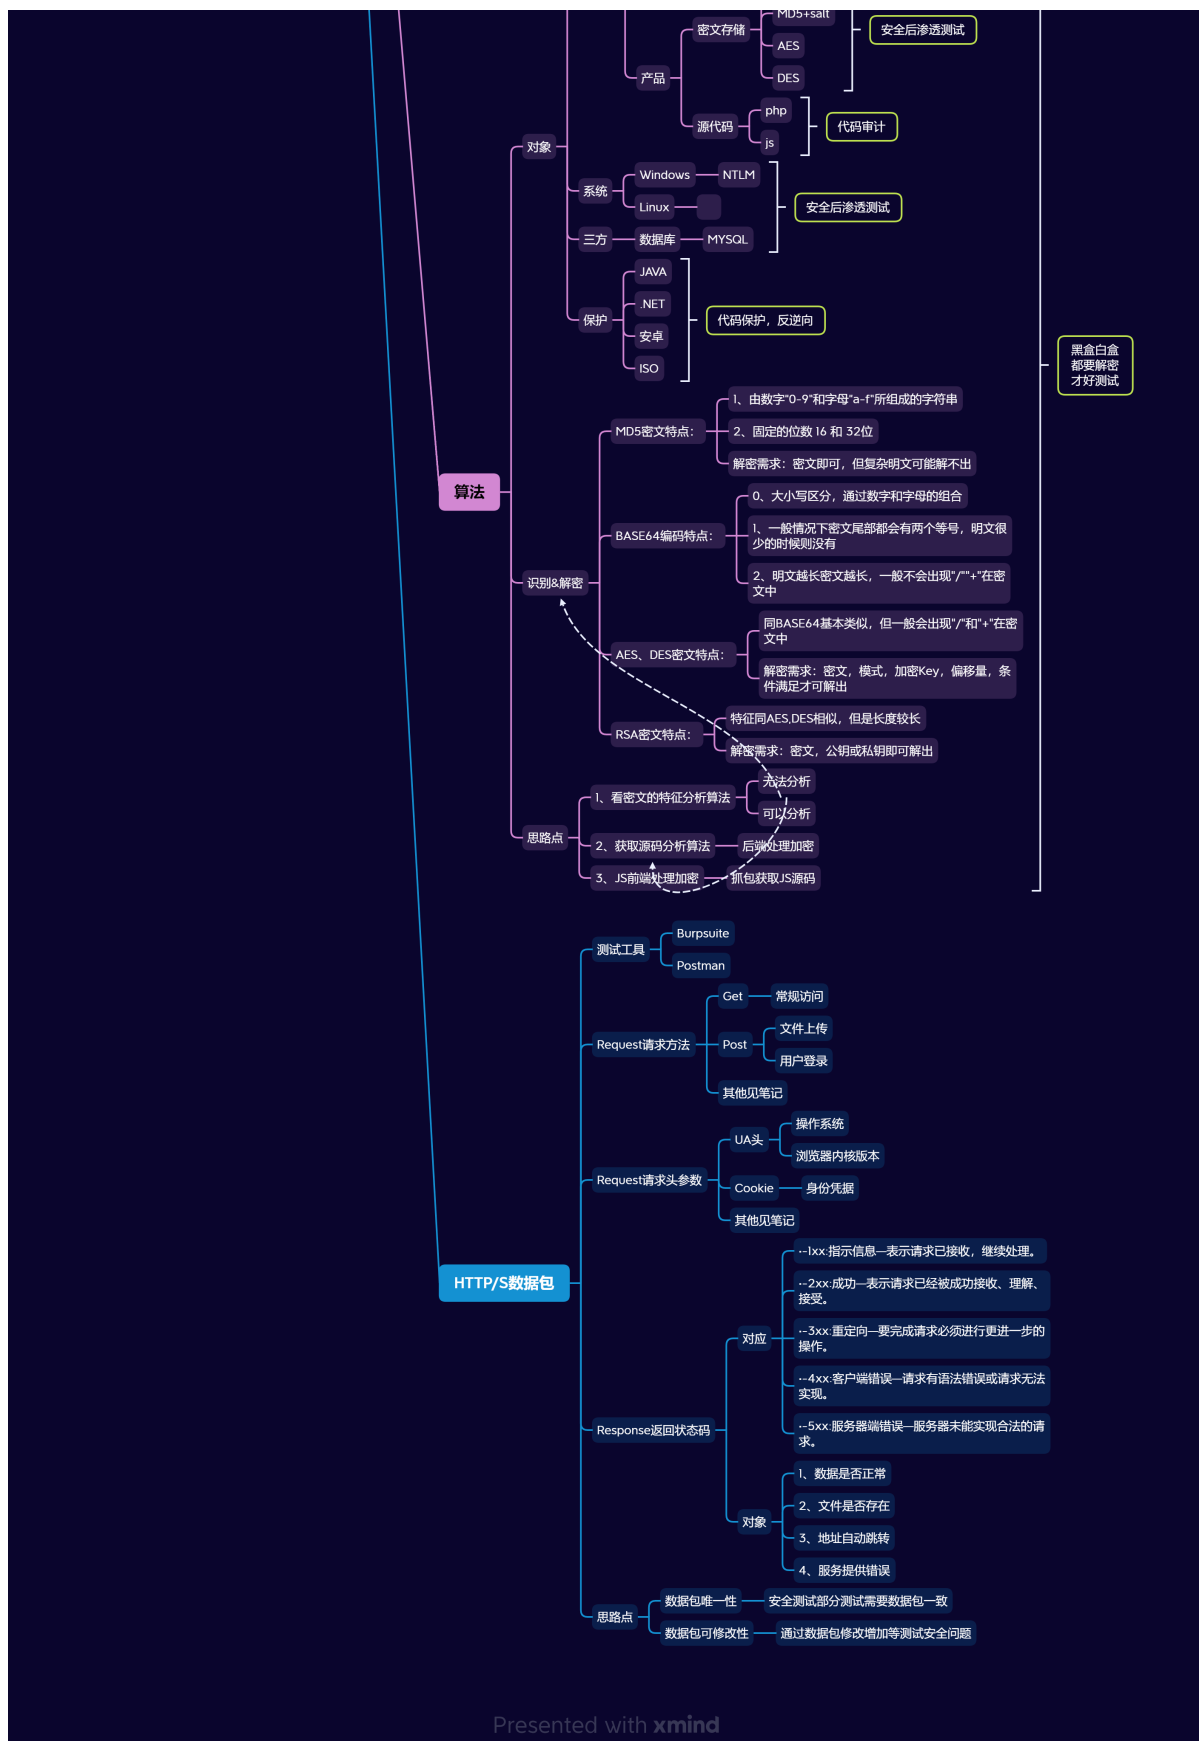 MD5+salt
密文存储
安全后渗透测试
AES
产品
DES
php
源代码
代码审计
js
对象
Windows
NTLM
系统
Linux
安全后渗透测试
三方
数据库
MYSQL
JAVA
.NET
保护
代码保护，反逆向
安卓
ISO
黑盒白盒
都要解密
才好测试
1、由数字"0-9"和字母"a-f"所组成的字符串
MD5密文特点：
2、固定的位数 16 和 32位
解密需求：密文即可，但复杂明文可能解不出
算法
0、大小写区分，通过数字和字母的组合
BASE64编码特点：
1、一般情况下密文尾部都会有两个等号，明文很
少的时候则没有
2、明文越长密文越长，一般不会出现"/""+"在密
文中
识别&解密
同BASE64基本类似，但一般会出现"/"和"+"在密
文中
AES、DES密文特点：
解密需求：密文，模式，加密Key，偏移量，条
件满足才可解出
特征同AES,DES相似，但是长度较长
RSA密文特点：
解密需求：密文，公钥或私钥即可解出
无法分析
1、看密文的特征分析算法
可以分析
思路点
2、获取源码分析算法
后端处理加密
3、JS前端处理加密
抓包获取JS源码
Burpsuite
测试工具
Postman
Get
常规访问
文件上传
Request请求方法
Post
用户登录
其他见笔记
操作系统
UA头
浏览器内核版本
Request请求头参数
Cookie
身份凭据
其他见笔记
·-1xx:指示信息—表示请求已接收，继续处理。
HTTP/S数据包
·-2xx:成功—表示请求已经被成功接收、理解、
接受。
对应
·-3xx:重定向—要完成请求必须进行更进一步的
操作。
·-4xx:客户端错误—请求有语法错误或请求无法
实现。
Response返回状态码
·-5xx:服务器端错误—服务器未能实现合法的请
求。
1、数据是否正常
2、文件是否存在
对象
3、地址自动跳转
4、服务提供错误
数据包唯一性
安全测试部分测试需要数据包一致
思路点
数据包可修改性
通过数据包修改增加等测试安全问题
Presented with xmind